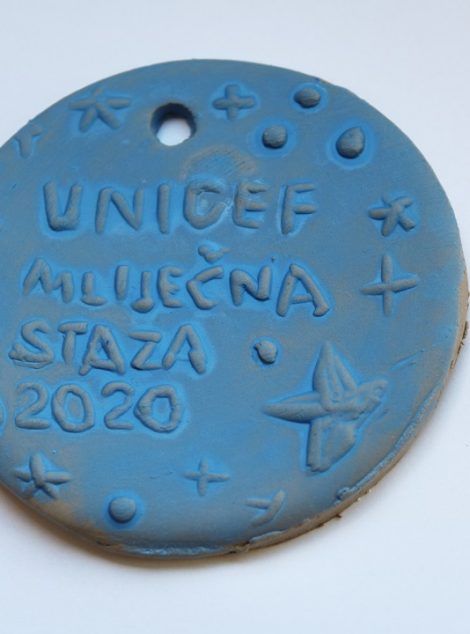 UNICEF
MLIJEČNA
STAZA
2020